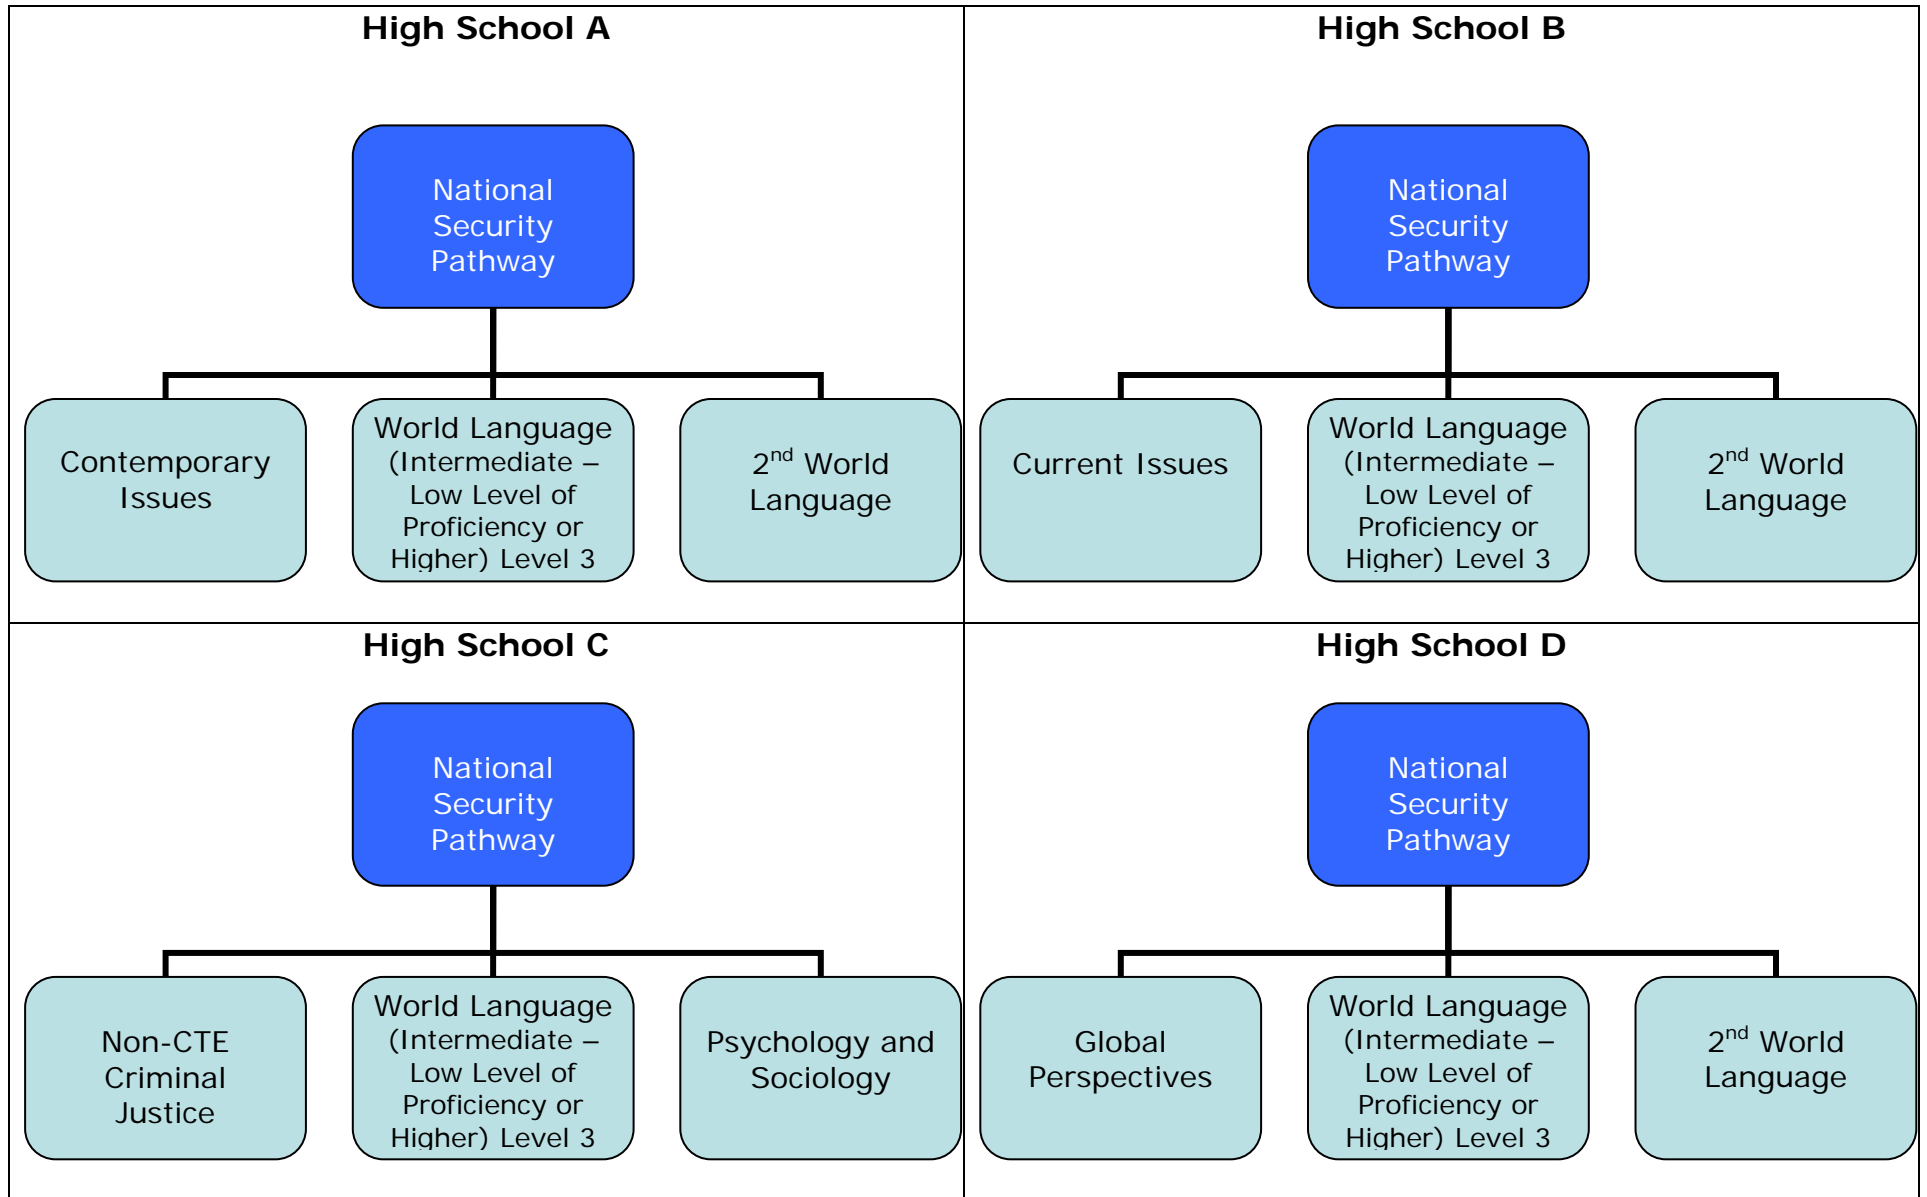 High School A
National
Security
Pathway
Contemporary
Issues
World Language
(Intermediate –
Low Level of
Proficiency or
Higher) Level 3
2nd World
Language
High School B
National
Security
Pathway
Current Issues
World Language
(Intermediate –
Low Level of
Proficiency or
Higher) Level 3
2nd World
Language
High School C
National
Security
Pathway
Non-CTE
Criminal
Justice
World Language
(Intermediate –
Low Level of
Proficiency or
Higher) Level 3
Psychology and
Sociology
High School D
National
Security
Pathway
Global
Perspectives
World Language
(Intermediate –
Low Level of
Proficiency or
Higher) Level 3
2nd World
Language